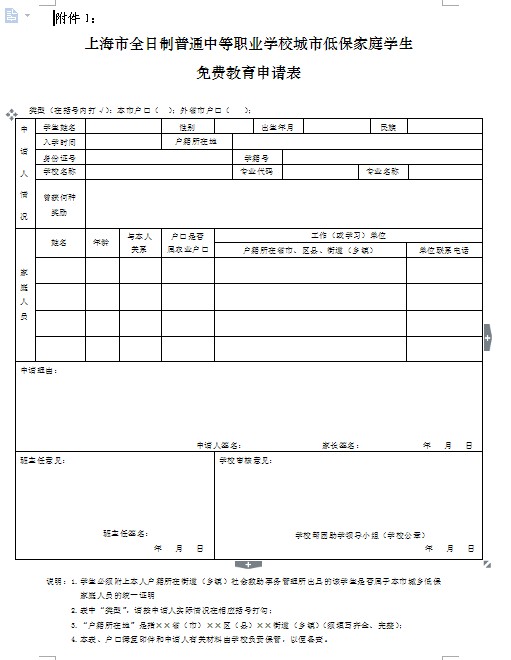 附件 1：
上海市全日制普通中等职业学校城市低保家庭学生
免费教育申请表
类型（在括号内打√）：本市户口（ ）；外省市户口（ ）；
申请人情况
学生姓名 性别 出生年月 民族
入学时间 户籍所在地
身份证号 学籍号
学校名称 专业代码 专业名称
曾获何种
奖励
家庭人员
姓名 年龄 与本人
关系 户口是否
属农业户口 工作（或学习）单位
户籍所在省市、区县、街道（乡镇） 单位联系电话
申请理由：
申请人签名： 家长签名： 年 月 日
班主任意见： 学校审核意见：
班主任签名： 学校帮困助学领导小组（学校公章）
年 月 日 年 月 日
说明：1. 学生必须附上本人户籍所在街道（乡镇）社会救助事务管理所出具的该学生是否属于本市城乡低保
家庭人员的统一证明
2. 表中“类型”，请按申请人实际情况在相应括号打勾；
3. “户籍所在地”是指××省（市）××区（县）××街道（乡镇）（须填写齐全、完整）；
4. 本表、户口簿复印件和申请人有关材料由学校负责保管，以便备查。